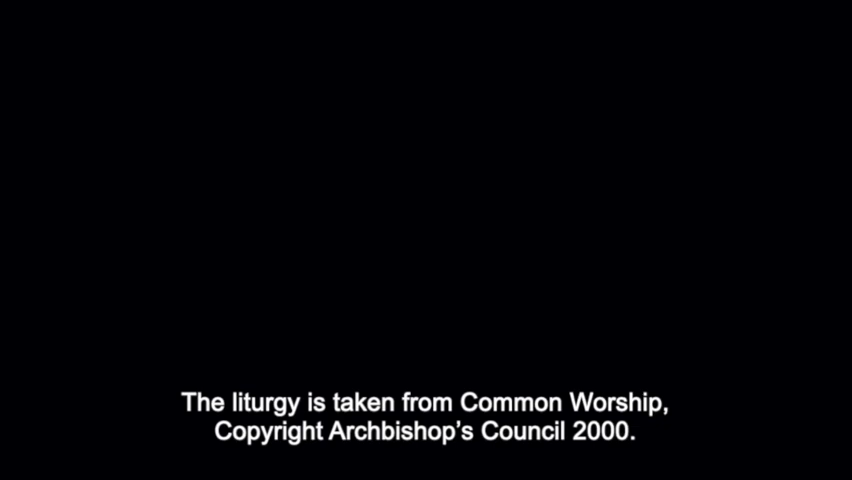 The liturgy is taken from Common Worship,
Copyright Archbishop’s Council 2000.